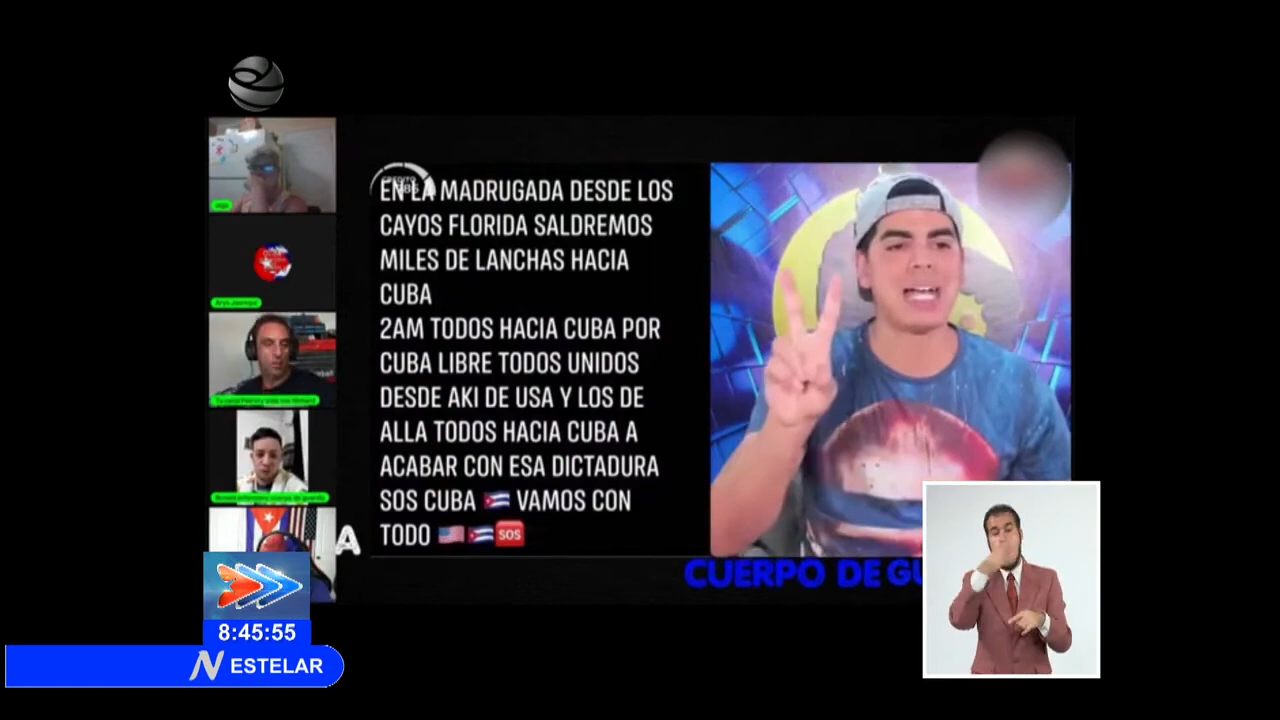 EN LA MADRUGADA DESDE LOS
CAYOS FLORIDA SALDREMOS
MILES DE LANCHAS HACIA
CUBA
2AM TODOS HACIA CUBA POR
CUBA LIBRE TODOS UNIDOS
DESDE AKI DE USA Y LOS DE
ALLA TODOS HACIA CUBA A
ACABAR CON ESA DICTADURA
SOS CUBA 🇨🇺 VAMOS CON
TODO 🇺🇸🇨🇺🆘
A
CUERPO DE GU
8:45:55
N ESTELAR